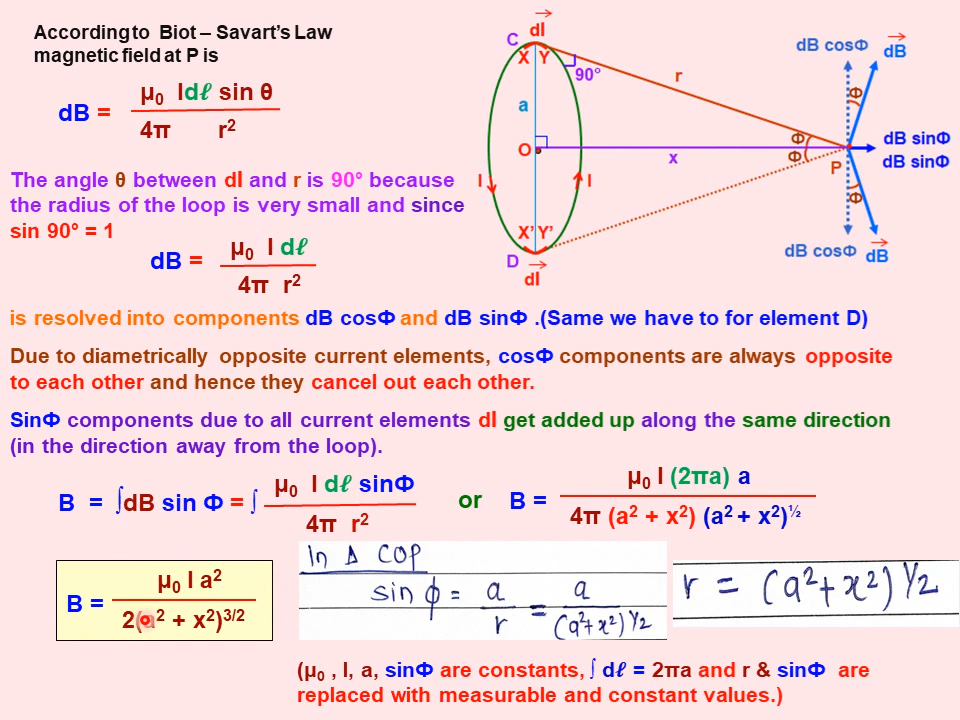 According to Biot – Savart's Law
magnetic field at P is
dB = μ0 Idℓ sin θ / 4π r2
The angle θ between dl and r is 90° because
the radius of the loop is very small and since
sin 90° = 1
dB = μ0 I dℓ / 4π r2
C
dl
X Y
90°
a
r
O
x
I
I
X' Y'
D
dl
Φ
Φ
P
dB cosΦ
dB
Φ
dB sinΦ
dB sinΦ
Φ
dB cosΦ
dB
is resolved into components dB cosΦ and dB sinΦ .(Same we have to for element D)
Due to diametrically opposite current elements, cosΦ components are always opposite
to each other and hence they cancel out each other.
SinΦ components due to all current elements dl get added up along the same direction
(in the direction away from the loop).
B = ∫dB sin Φ = ∫ μ0 I dℓ sinΦ / 4π r2 or B = μ0 I (2πa) a / 4π (a2 + x2) (a2 + x2)½
B = μ0 I a2 / 2(a2 + x2)3/2
In Δ COP
sin ϕ = a / r = a / (a2+x2)1/2
r = (a2+x2)1/2
(μ0 , I, a, sinΦ are constants, ∫ dℓ = 2πa and r & sinΦ are
replaced with measurable and constant values.)